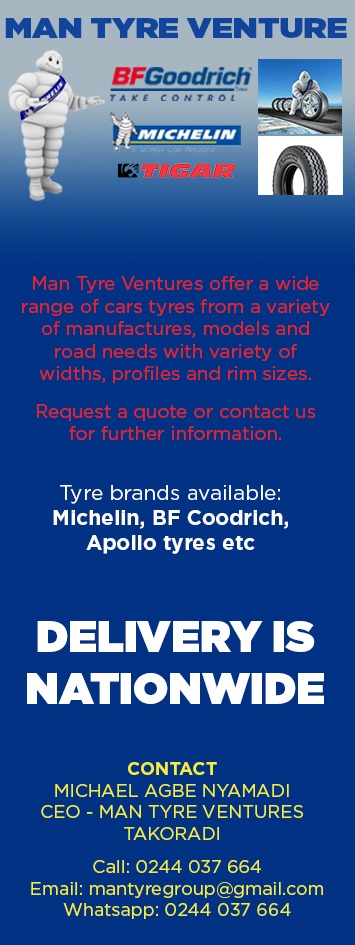 MAN TYRE VENTURE
BFGoodrich
TAKE CONTROL
MICHELIN
TIGAR
Man Tyre Ventures offer a wide
range of cars tyres from a variety
of manufactures, models and
road needs with variety of
widths, profiles and rim sizes.
Request a quote or contact us
for further information.
Tyre brands available:
Michelin, BF Coodrich,
Apollo tyres etc
DELIVERY IS
NATIONWIDE
CONTACT
MICHAEL AGBE NYAMADI
CEO - MAN TYRE VENTURES
TAKORADI
Call: 0244 037 664
Email: mantyregroup@gmail.com
Whatsapp: 0244 037 664